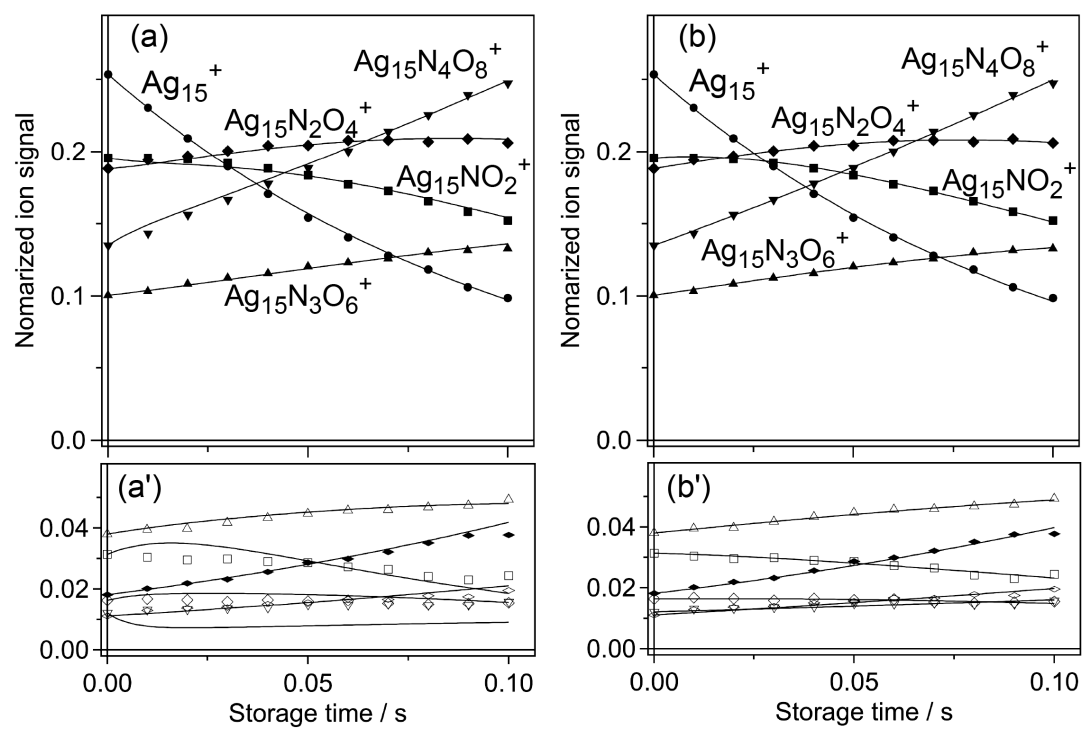 (a)
Ag₁₅⁺
Ag₁₅N₄O₈⁺
Ag₁₅N₂O₄⁺
Ag₁₅NO₂⁺
Ag₁₅N₃O₆⁺
0.2
0.1
0.0
Nomarized ion signal
(b)
Ag₁₅⁺
Ag₁₅N₄O₈⁺
Ag₁₅N₂O₄⁺
Ag₁₅NO₂⁺
Ag₁₅N₃O₆⁺
0.2
0.1
0.0
Nomarized ion signal
(a')
0.04
0.02
0.00
0.00 0.05 0.10
Storage time / s
(b')
0.04
0.02
0.00
0.00 0.05 0.10
Storage time / s